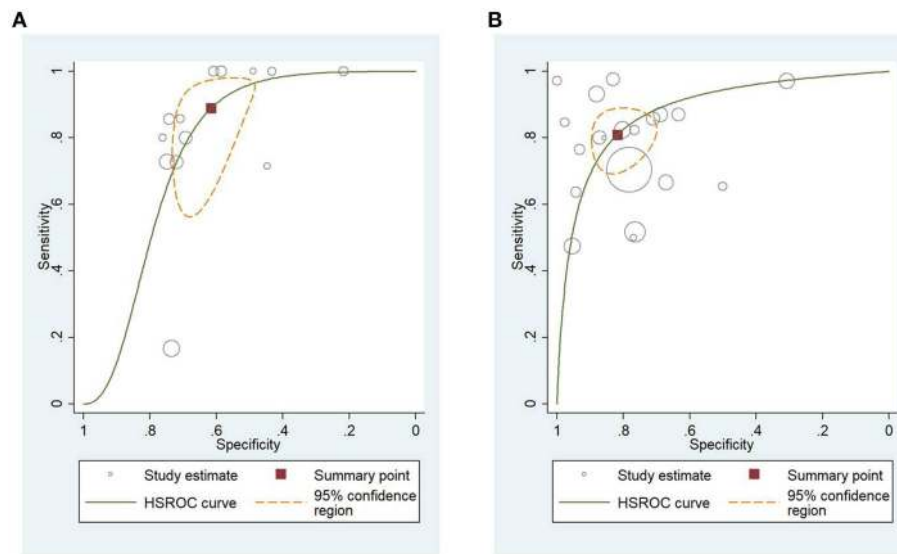 A
Sensitivity
1
.8
.6
.4
.2
0
1
.8
.6
.4
.2
0
Specificity
Study estimate
Summary point
HSROC curve
95% confidence
region
B
Sensitivity
1
.8
.6
.4
.2
0
1
.8
.6
.4
.2
0
Specificity
Study estimate
Summary point
HSROC curve
95% confidence
region